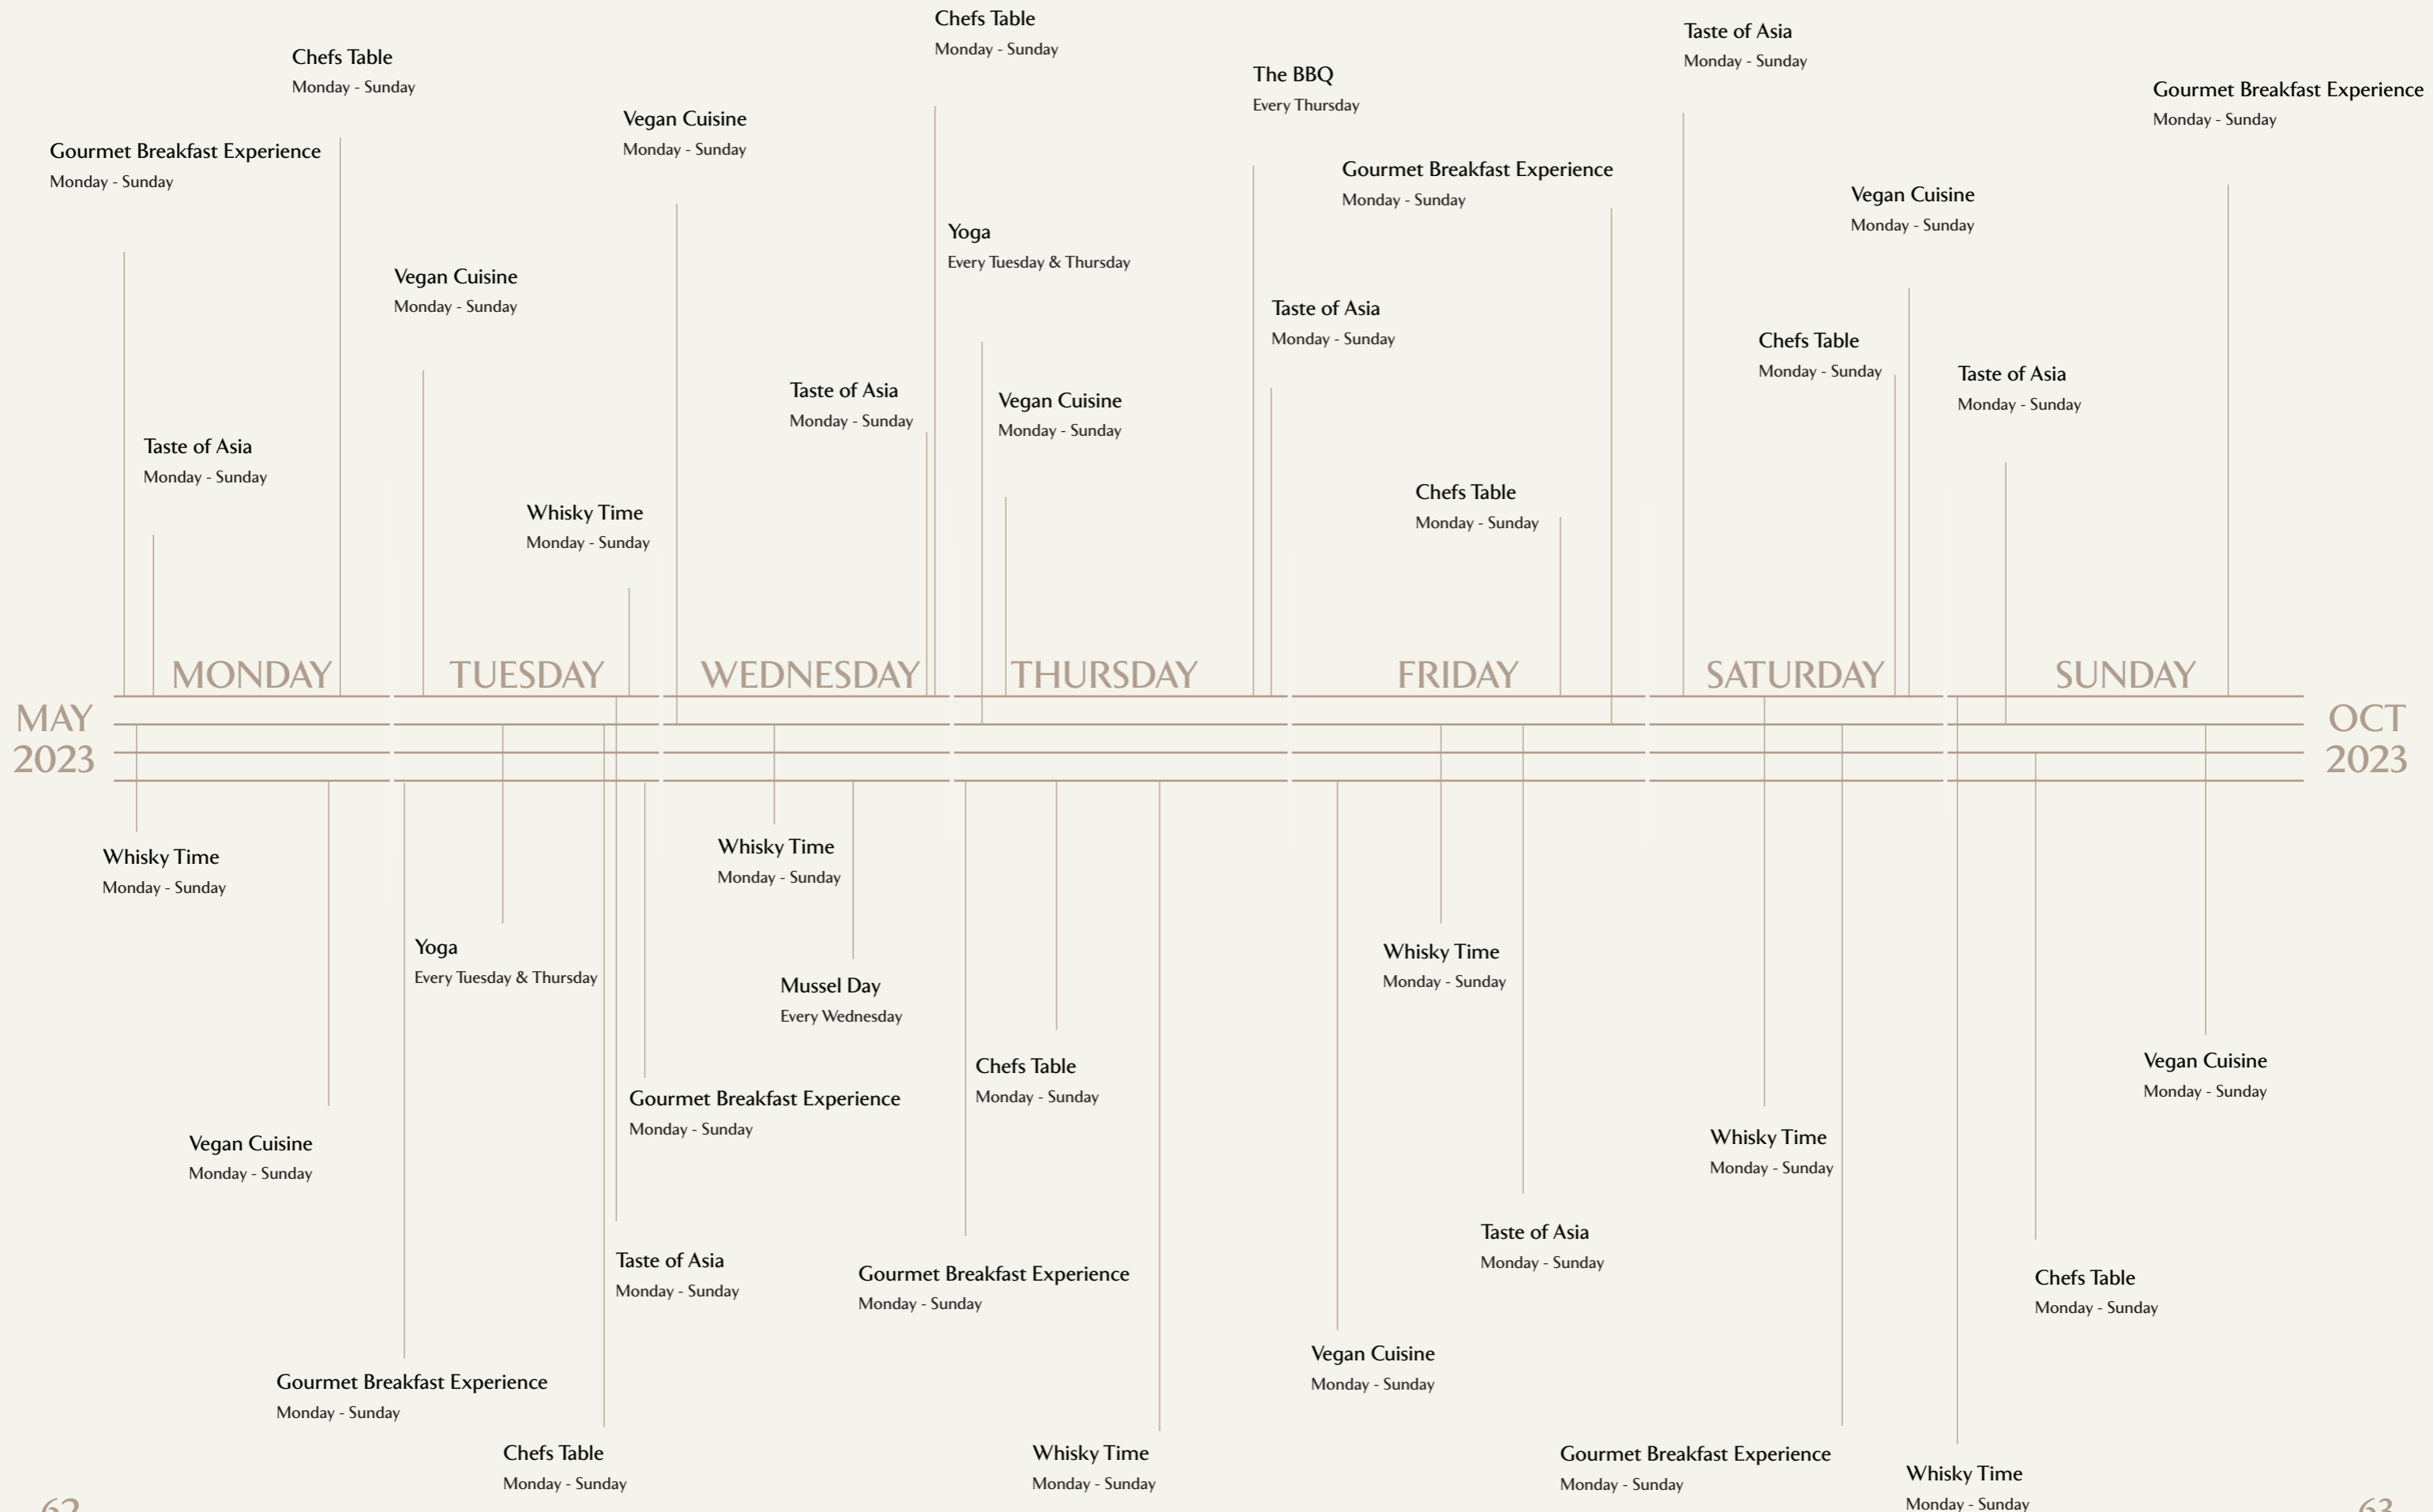 Chefs Table
Monday - Sunday
Taste of Asia
Monday - Sunday
Chefs Table
Monday - Sunday
The BBQ
Every Thursday
Gourmet Breakfast Experience
Monday - Sunday
Vegan Cuisine
Monday - Sunday
Gourmet Breakfast Experience
Monday - Sunday
Gourmet Breakfast Experience
Monday - Sunday
Vegan Cuisine
Monday - Sunday
Yoga
Every Tuesday & Thursday
Vegan Cuisine
Monday - Sunday
Taste of Asia
Monday - Sunday
Chefs Table
Monday - Sunday
Taste of Asia
Monday - Sunday
Taste of Asia
Monday - Sunday
Vegan Cuisine
Monday - Sunday
Taste of Asia
Monday - Sunday
Chefs Table
Monday - Sunday
Whisky Time
Monday - Sunday
MONDAY
TUESDAY
WEDNESDAY
THURSDAY
FRIDAY
SATURDAY
SUNDAY
MAY
2023
OCT
2023
Whisky Time
Monday - Sunday
Whisky Time
Monday - Sunday
Yoga
Every Tuesday & Thursday
Whisky Time
Monday - Sunday
Mussel Day
Every Wednesday
Vegan Cuisine
Monday - Sunday
Chefs Table
Monday - Sunday
Gourmet Breakfast Experience
Monday - Sunday
Whisky Time
Monday - Sunday
Vegan Cuisine
Monday - Sunday
Taste of Asia
Monday - Sunday
Taste of Asia
Monday - Sunday
Gourmet Breakfast Experience
Monday - Sunday
Chefs Table
Monday - Sunday
Vegan Cuisine
Monday - Sunday
Gourmet Breakfast Experience
Monday - Sunday
Chefs Table
Monday - Sunday
Whisky Time
Monday - Sunday
Gourmet Breakfast Experience
Monday - Sunday
Whisky Time
Monday - Sunday
62
63